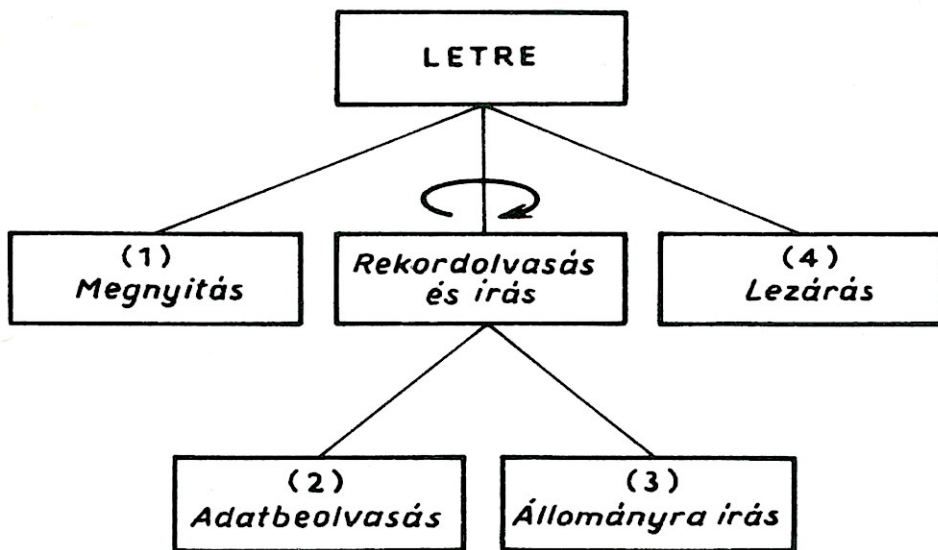 LETRE
(1)
Megnyitás
Rekordolvasás
és írás
(4)
Lezárás
(2)
Adatbeolvasás
(3)
Állományra írás